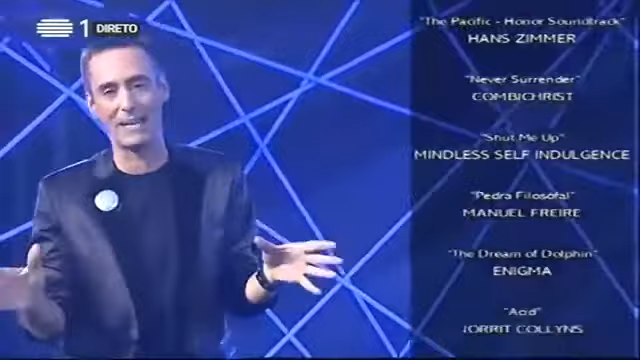 1 DIRETO
"The Pacific - Honor Soundtrack"
HANS ZIMMER
"Never Surrender"
COMBICHRIST
"Shut Me Up"
MINDLESS SELF INDULGENCE
"Pedra Filosofal"
MANUEL FREIRE
"The Dream of Dolphin"
ENIGMA
"Acid"
JORRIT COLLYNS